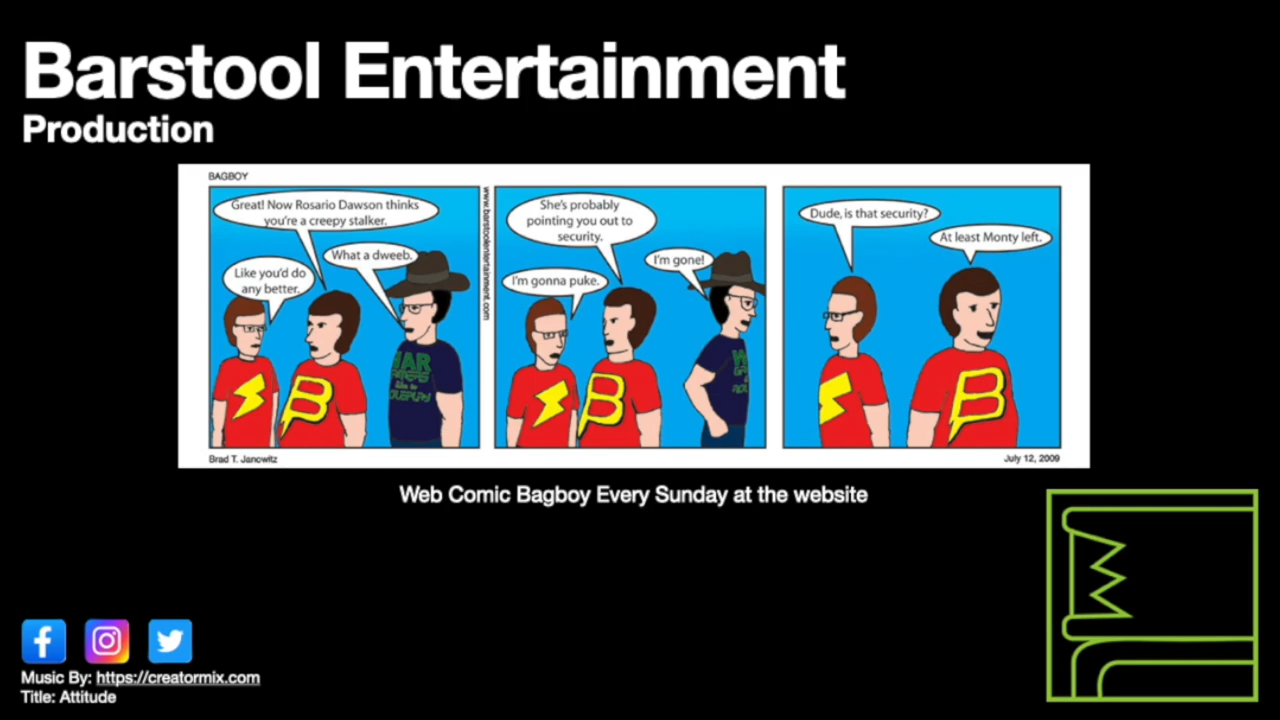 Barstool Entertainment
Production
BAGBOY
Great! Now Rosario Dawson thinks
you're a creepy stalker.
What a dweeb.
Like you'd do
any better.
www.barstoolentertainment.com
She's probably
pointing you out to
security.
I'm gone!
I'm gonna puke.
Dude, is that security?
At least Monty left.
B
B
B
Brad T. Janowitz
July 12, 2009
Web Comic Bagboy Every Sunday at the website
Music By: https://creatormix.com
Title: Attitude